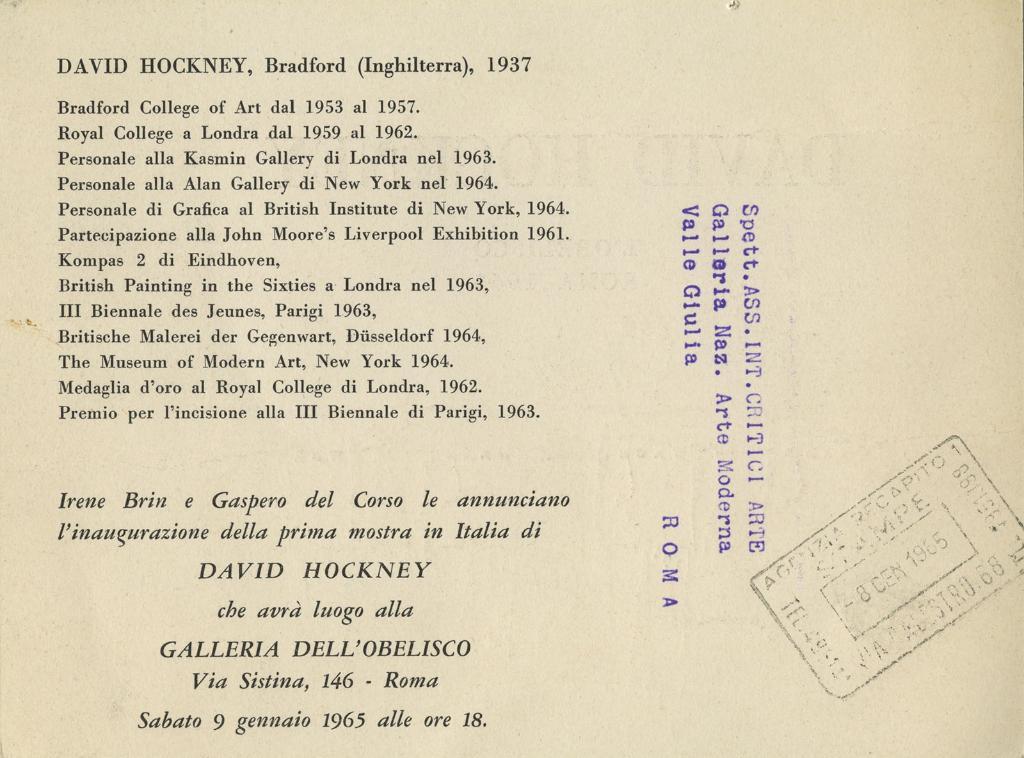 DAVID HOCKNEY, Bradford (Inghilterra), 1937
Bradford College of Art dal 1953 al 1957.
Royal College a Londra dal 1959 al 1962.
Personale alla Kasmin Gallery di Londra nel 1963.
Personale alla Alan Gallery di New York nel 1964.
Personale di Grafica al British Institute di New York, 1964.
Partecipazione alla John Moore's Liverpool Exhibition 1961.
Kompas 2 di Eindhoven,
British Painting in the Sixties a Londra nel 1963,
III Biennale des Jeunes, Parigi 1963,
Britische Malerei der Gegenwart, Düsseldorf 1964,
The Museum of Modern Art, New York 1964.
Medaglia d'oro al Royal College di Londra, 1962.
Premio per l'incisione alla III Biennale di Parigi, 1963.
Irene Brin e Gaspero del Corso le annunciano
l'inaugurazione della prima mostra in Italia di
DAVID HOCKNEY
che avrà luogo alla
GALLERIA DELL'OBELISCO
Via Sistina, 146 - Roma
Sabato 9 gennaio 1965 alle ore 18.
Spett.ASS.INT.CRITICI ARTE
Galleria Naz. Arte Moderna
Valle Giulia
ROMA
AGENZIA RECAPITO
STAMPE
-8 GEN 1965
VIA PALESTRO, 68